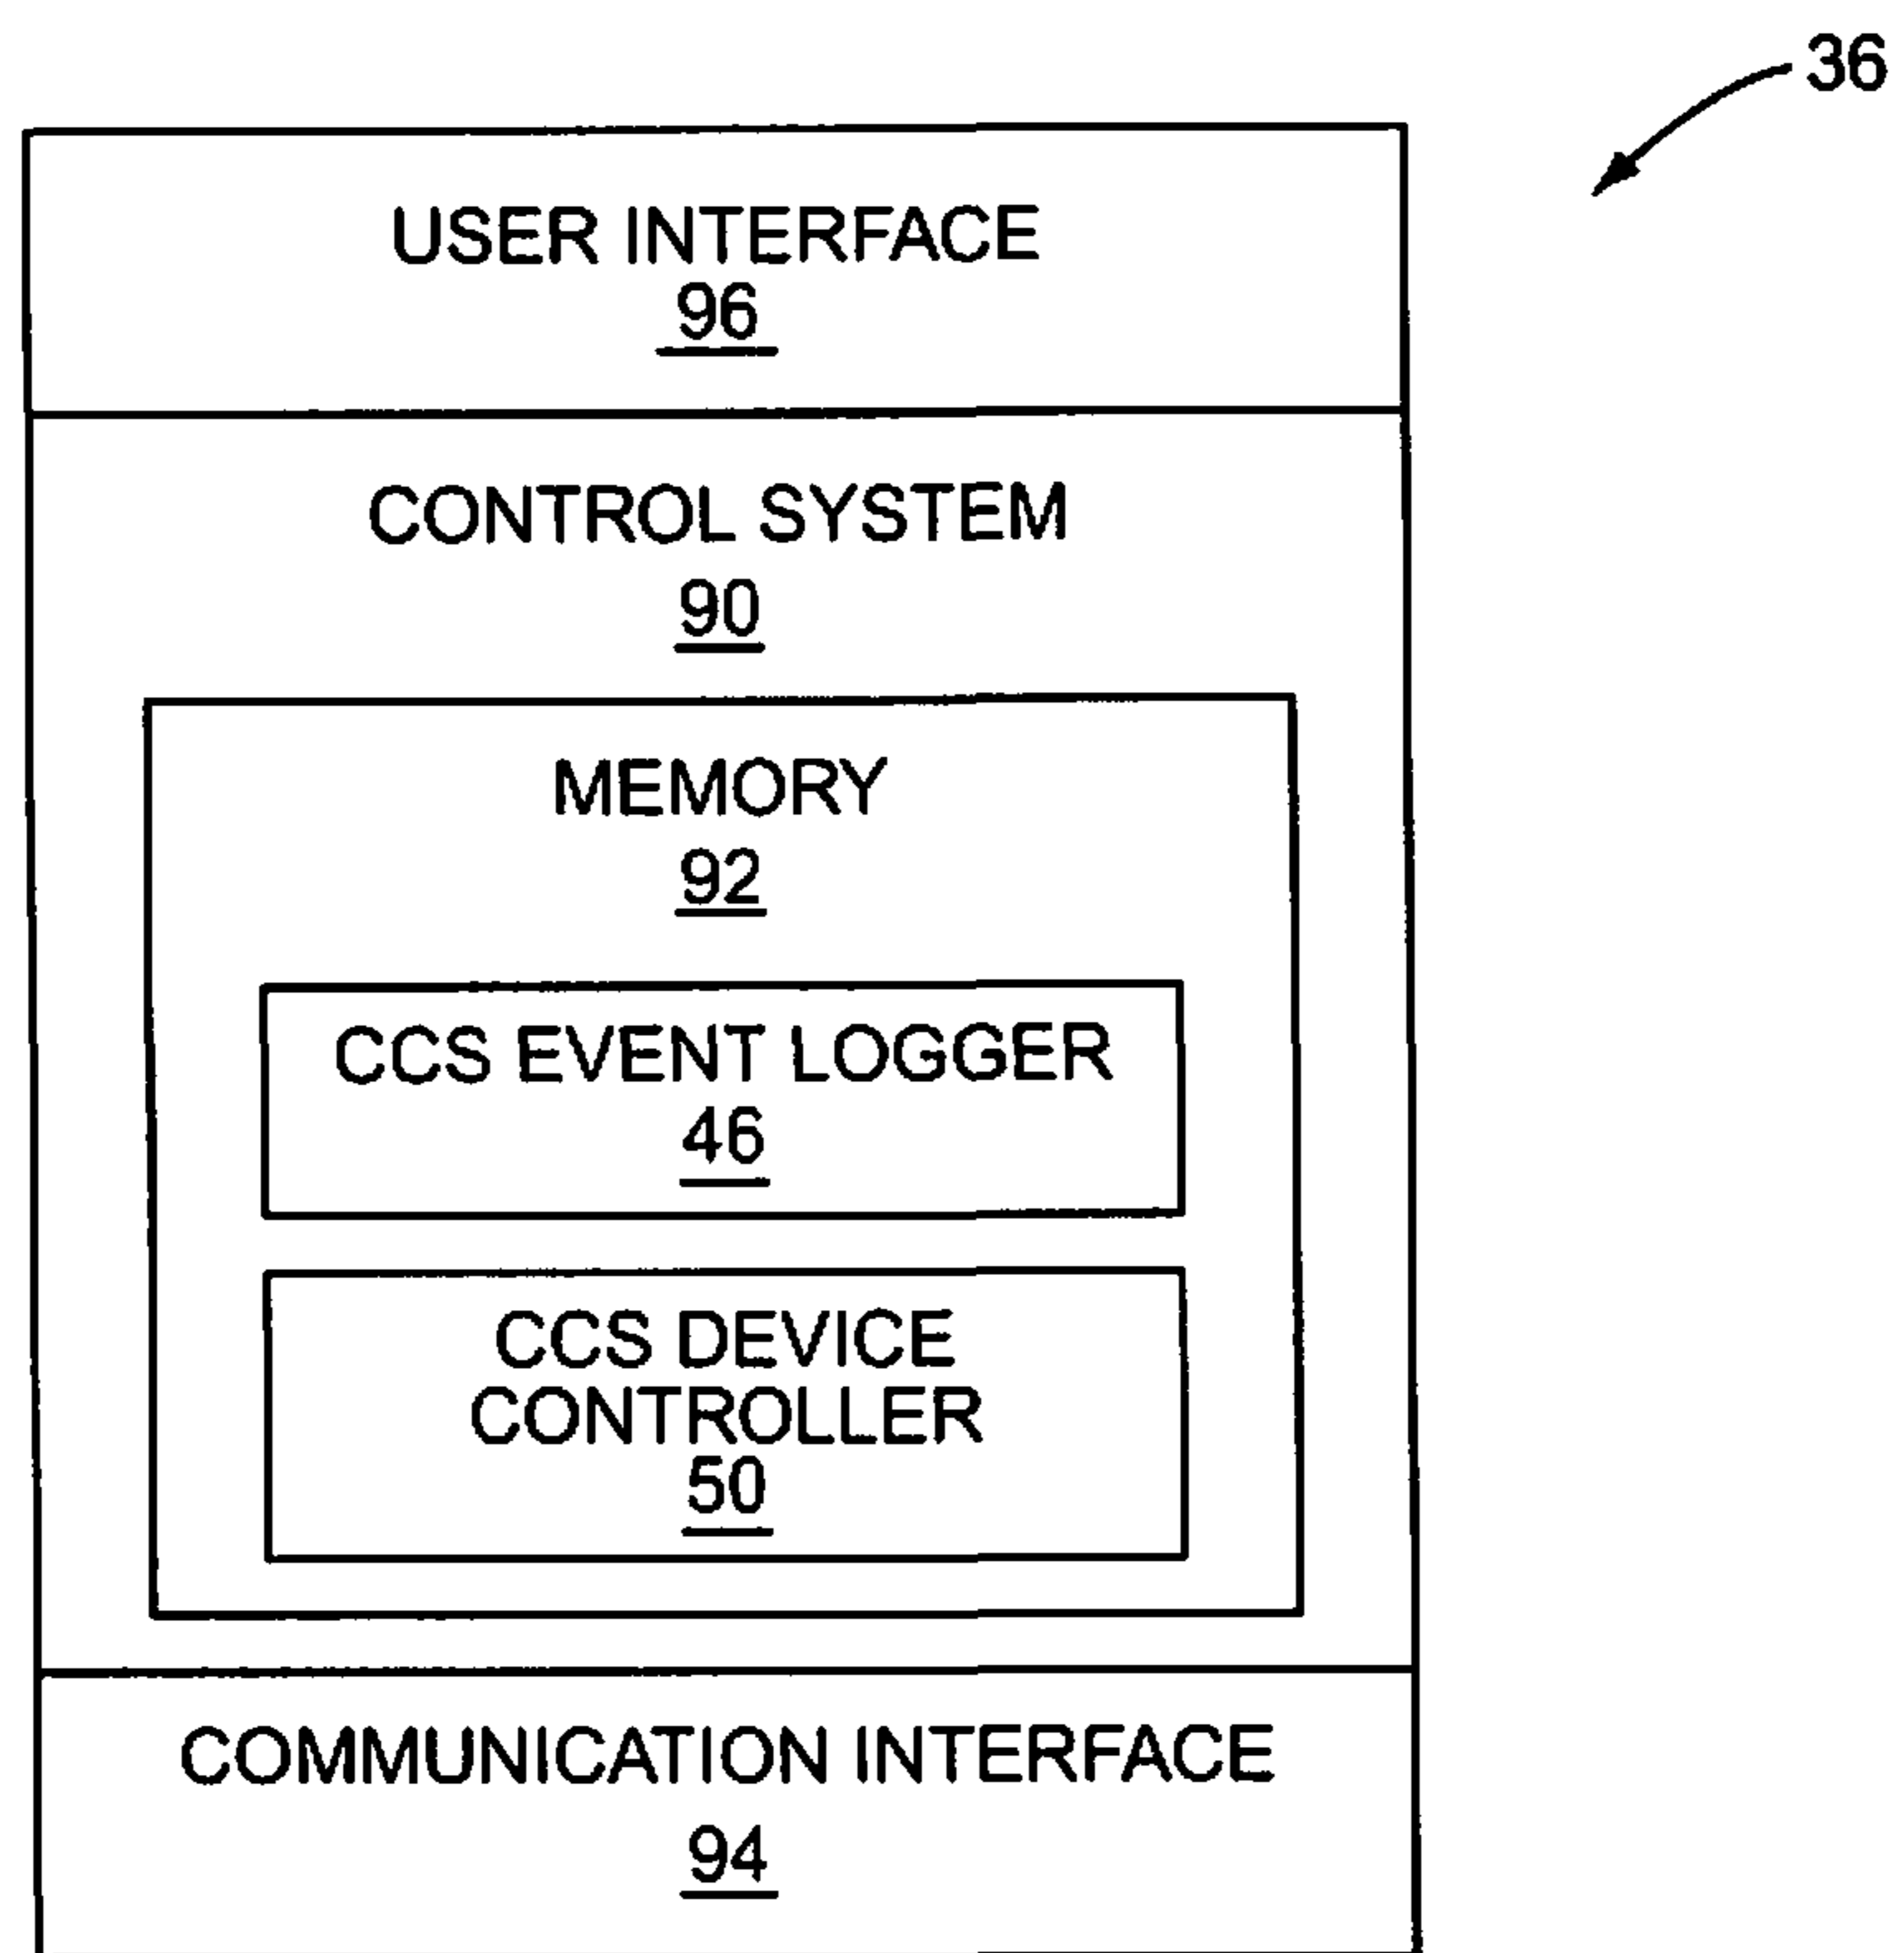 36
USER INTERFACE
96
CONTROL SYSTEM
90
MEMORY
92
CCS EVENT LOGGER
46
CCS DEVICE
CONTROLLER
50
COMMUNICATION INTERFACE
94